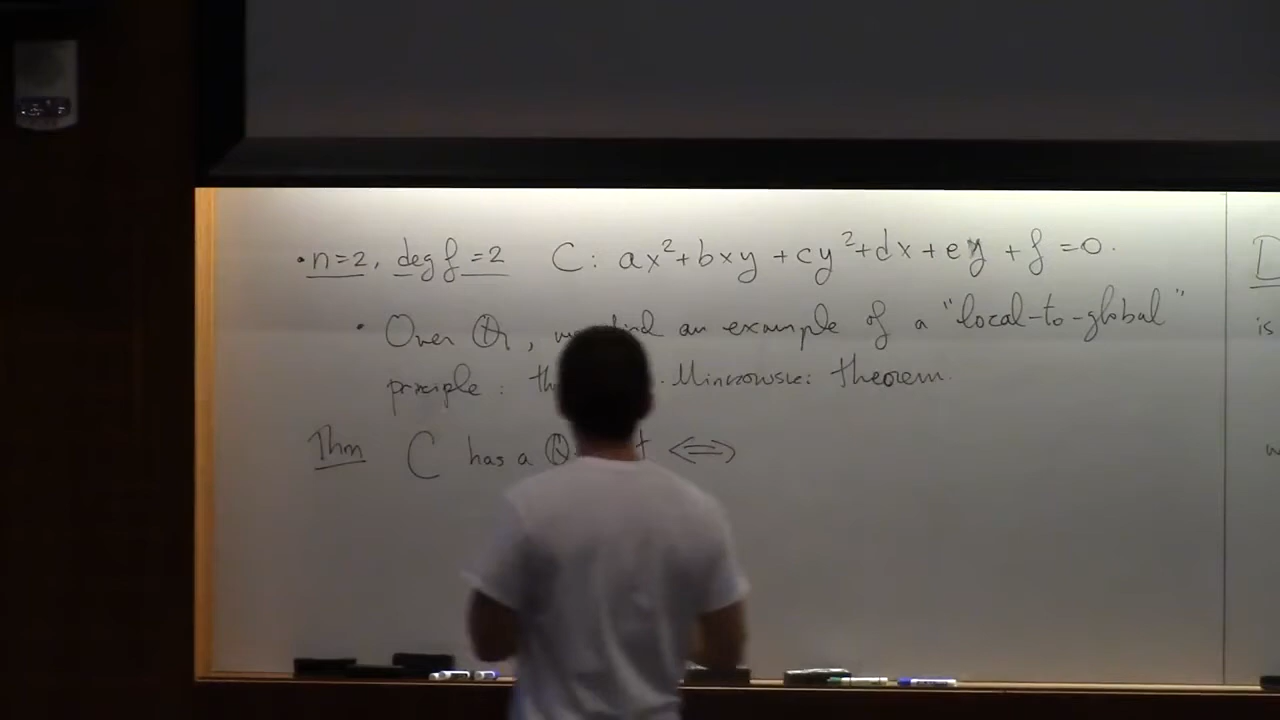 • n=2, deg f=2   C: ax²+bxy+cy²+dx+ey+f=0.
• Over ℚ, an example of a "local-to-global"
principle: Minkowski theorem.
Thm C has a ⟺
is